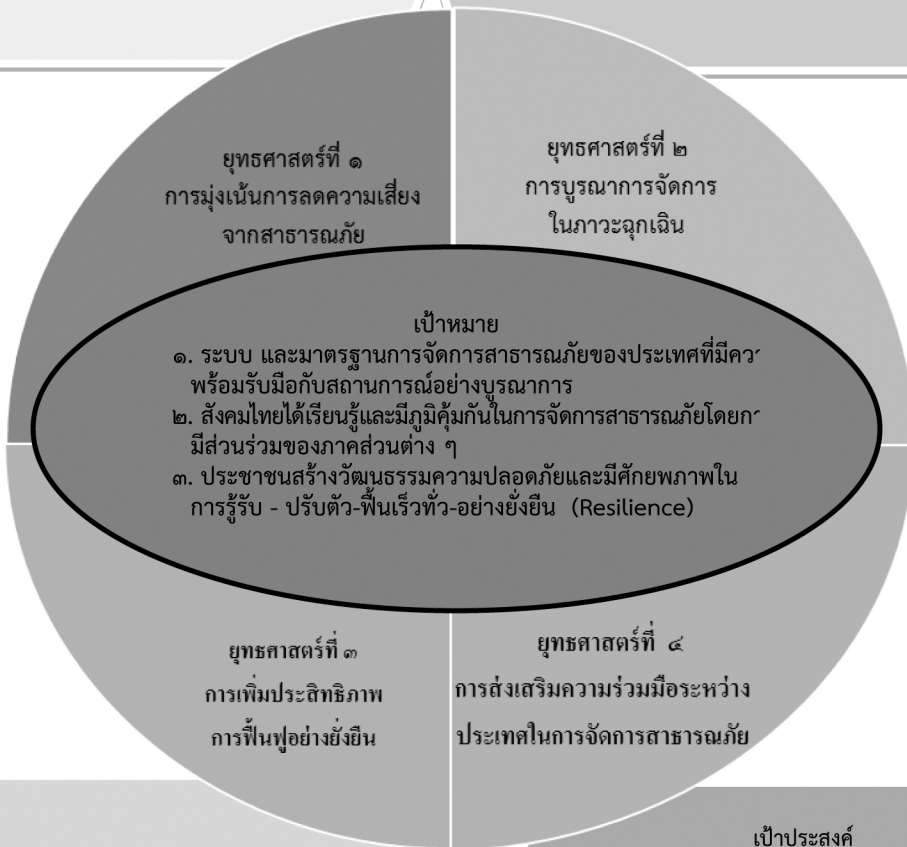 ยุทธศาสตร์ที่ ๑
การมุ่งเน้นการลดความเสี่ยง
จากสาธารณภัย
ยุทธศาสตร์ที่ ๒
การบูรณาการจัดการ
ในภาวะฉุกเฉิน
เป้าหมาย
๑. ระบบ และมาตรฐานการจัดการสาธารณภัยของประเทศที่มี
พร้อมรับมือกับสถานการณ์อย่างบูรณาการ
๒. สังคมไทยได้เรียนรู้และมีภูมิคุ้มกันในการจัดการสาธารณภัยโดย
มีส่วนร่วมของภาคส่วนต่าง ๆ
๓. ประชาชนสร้างวัฒนธรรมความปลอดภัยและมีศักยพภาพใน
การรู้รับ - ปรับตัว-ฟื้นเร็วทั่ว-อย่างยั่งยืน (Resilience)
ยุทธศาสตร์ที่ ๓
การเพิ่มประสิทธิภาพ
การฟื้นฟูอย่างยั่งยืน
ยุทธศาสตร์ที่ ๔
การส่งเสริมความร่วมมือระหว่าง
ประเทศในการจัดการสาธารณภัย
เป้าประสงค์